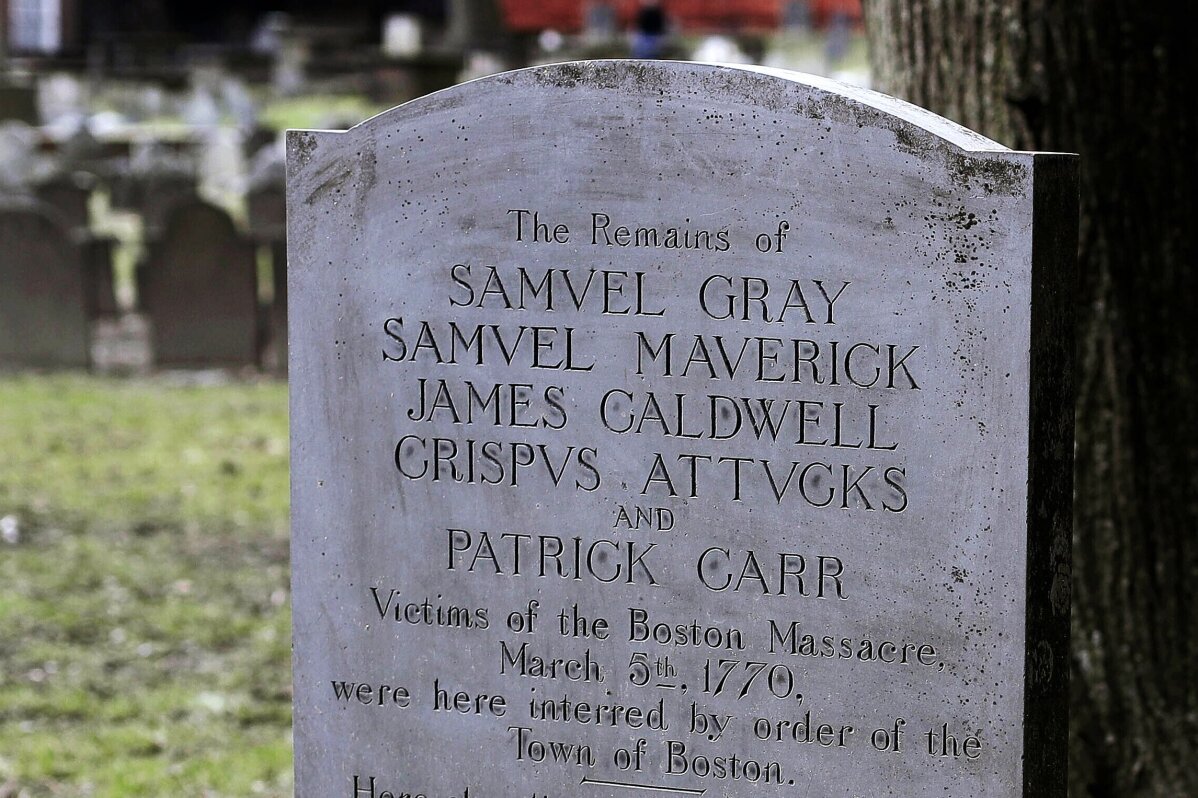 The Remains of
SAMVEL GRAY
SAMVEL MAVERICK
JAMES CALDWELL
CRISPVS ATTVCKS
AND
PATRICK CARR
Victims of the Boston Massacre,
March 5th, 1770,
were here interred by order of the
Town of Boston.